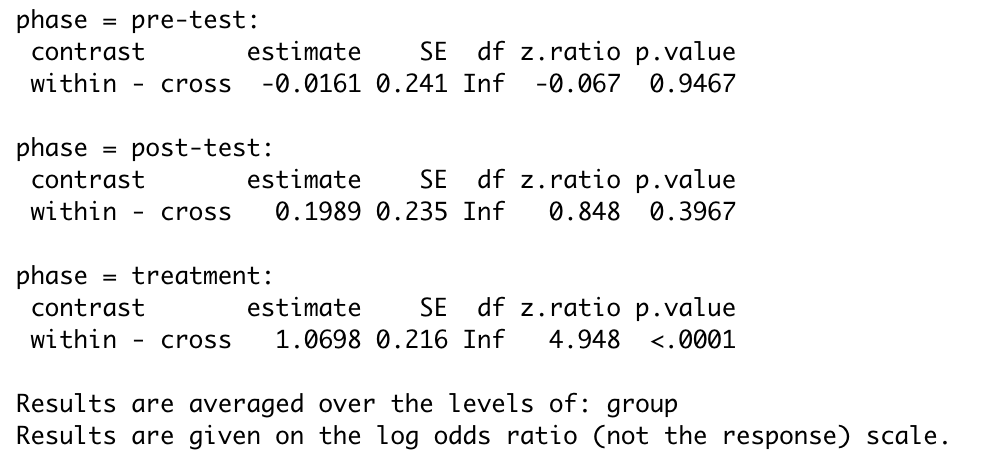 phase = pre-test:
 contrast       estimate    SE  df z.ratio p.value
 within - cross  -0.0161 0.241 Inf  -0.067  0.9467

phase = post-test:
 contrast       estimate    SE  df z.ratio p.value
 within - cross   0.1989 0.235 Inf   0.848  0.3967

phase = treatment:
 contrast       estimate    SE  df z.ratio p.value
 within - cross   1.0698 0.216 Inf   4.948  <.0001

Results are averaged over the levels of: group
Results are given on the log odds ratio (not the response) scale.